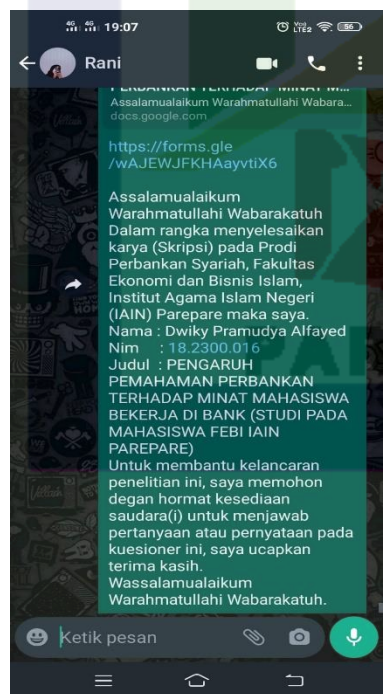 4G 4G 19:07
56
Rani
Assalamualaikum Warahmatullahi Wabara...
docs.google.com
https://forms.gle
/wAJEWJFKHAayvtiX6
Assalamualaikum
Warahmatullahi Wabarakatuh
Dalam rangka menyelesaikan
karya (Skripsi) pada Prodi
Perbankan Syariah, Fakultas
Ekonomi dan Bisnis Islam,
Institut Agama Islam Negeri
(IAIN) Parepare maka saya.
Nama : Dwiky Pramudya Alfayed
Nim : 18.2300.016
Judul : PENGARUH
PEMAHAMAN PERBANKAN
TERHADAP MINAT MAHASISWA
BEKERJA DI BANK (STUDI PADA
MAHASISWA FEBI IAIN
PAREPARE)
Untuk membantu kelancaran
penelitian ini, saya memohon
degan hormat kesediaan
saudara(i) untuk menjawab
pertanyaan atau pernyataan pada
kuesioner ini, saya ucapkan
terima kasih.
Wassalamualaikum
Warahmatullahi Wabarakatuh.
Ketik pesan